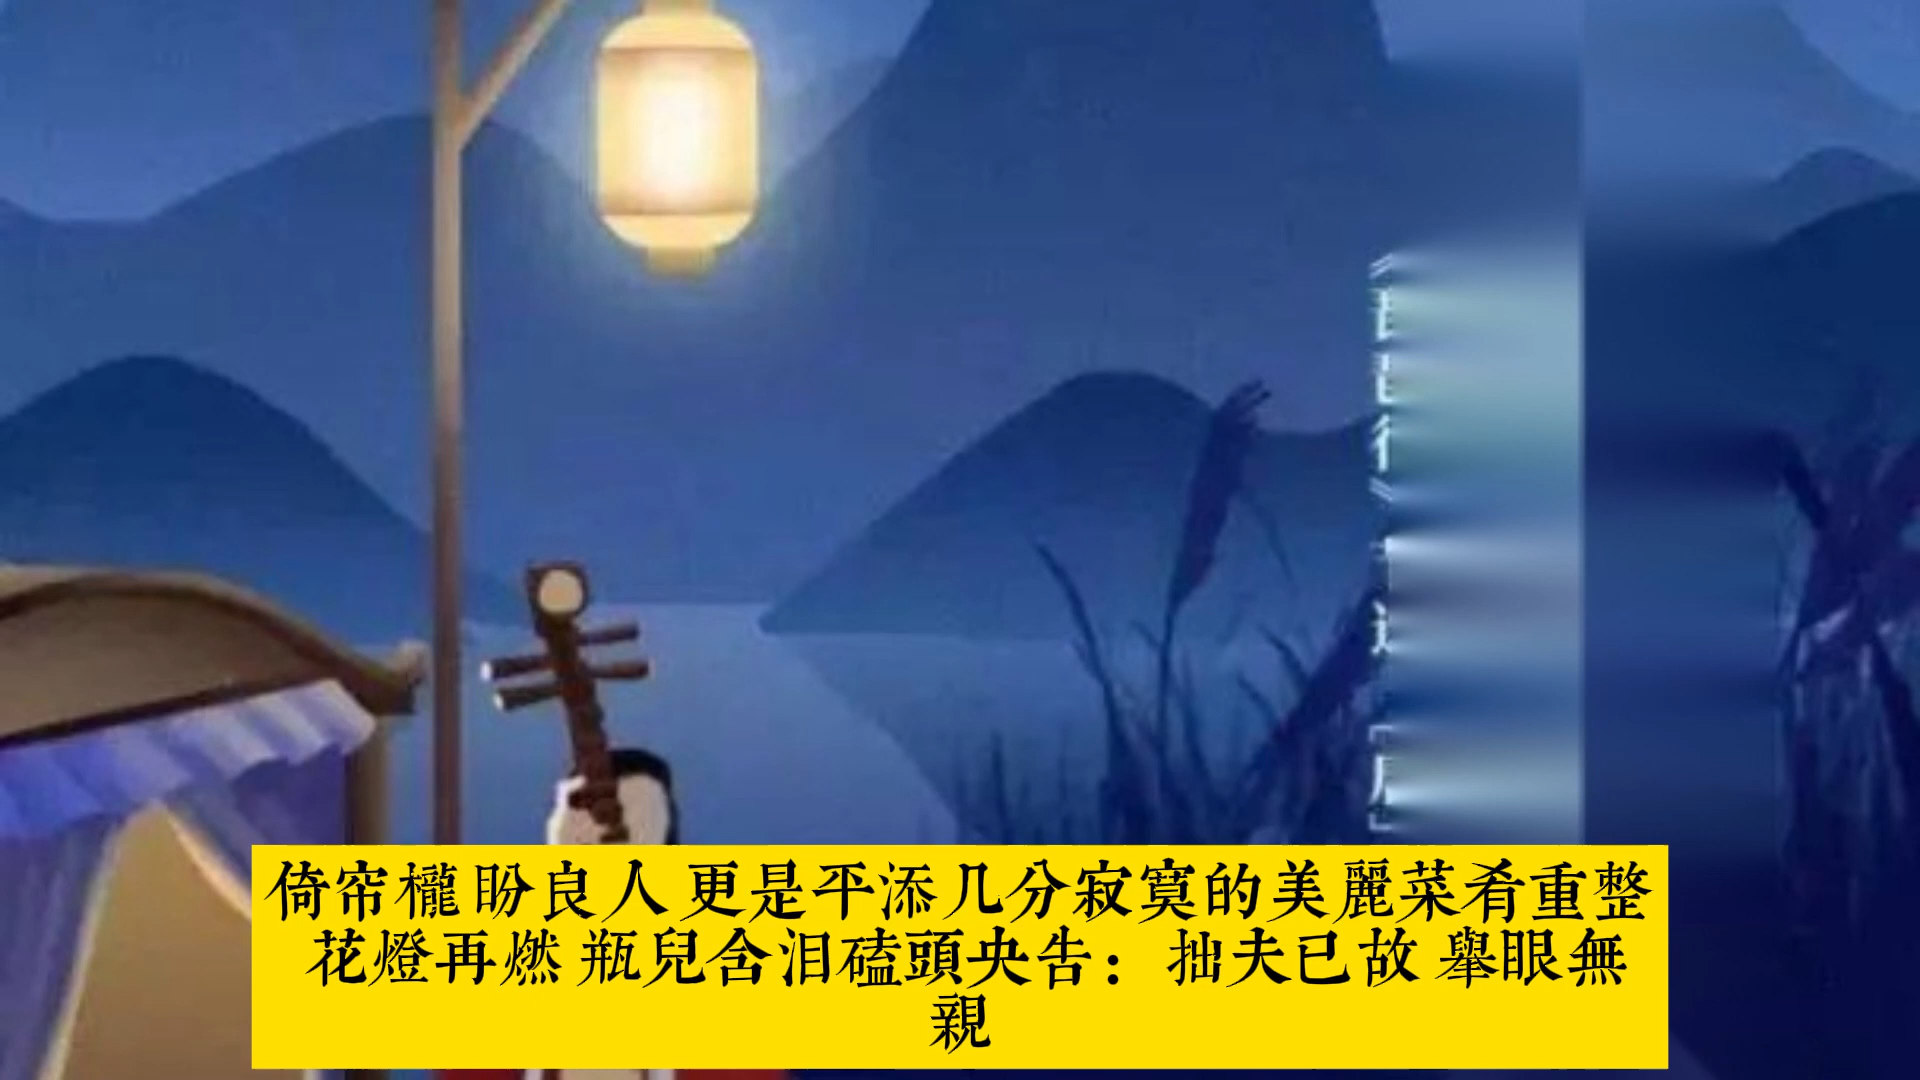 倚帘櫳 盼良人 更是平添几分寂寞的美 麗菜肴重整
花燈再燃 瓶兒含泪磕頭央告：拙夫已故 舉眼無
親